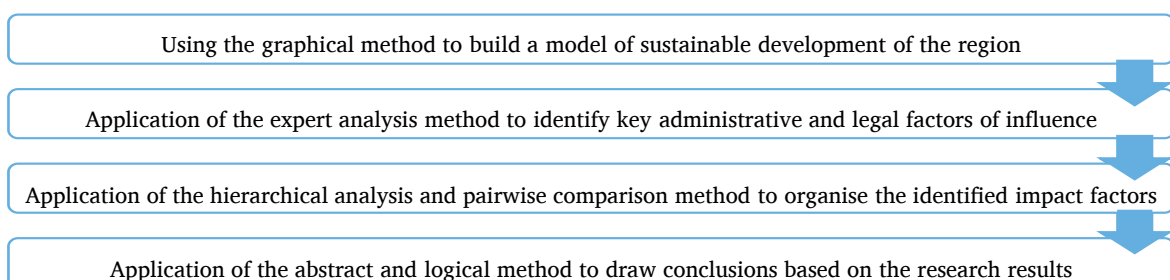 Using the graphical method to build a model of sustainable development of the region
Application of the expert analysis method to identify key administrative and legal factors of influence
Application of the hierarchical analysis and pairwise comparison method to organise the identified impact factors
Application of the abstract and logical method to draw conclusions based on the research results